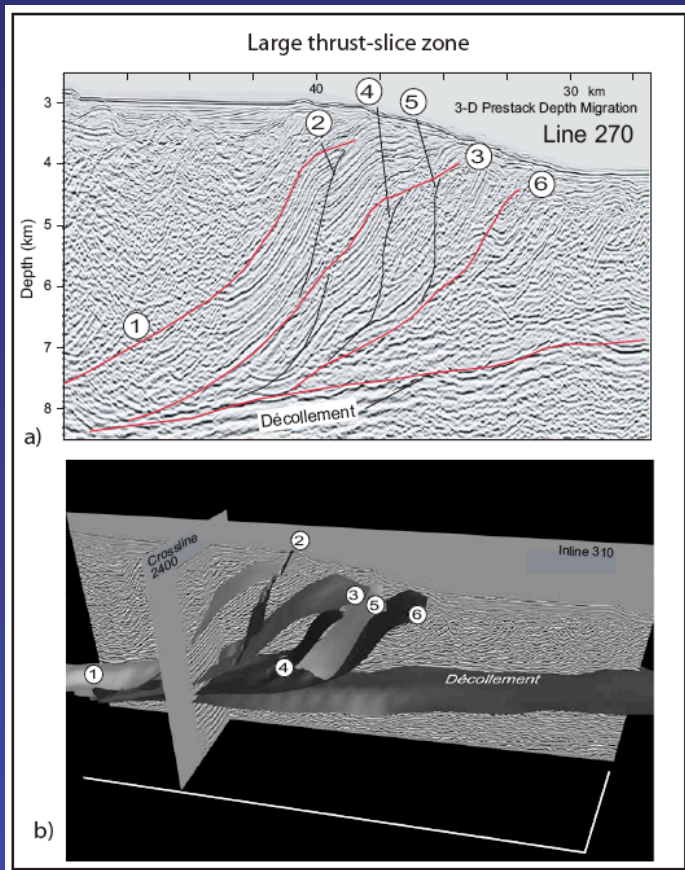 Large thrust-slice zone
40
30 km
3-D Prestack Depth Migration
Line 270
3
4
5
6
7
8
Depth (km)
1
2
3
4
5
6
Décollement
a)
Crossline
2400
Inline 310
1
2
3
4
5
6
Décollement
b)